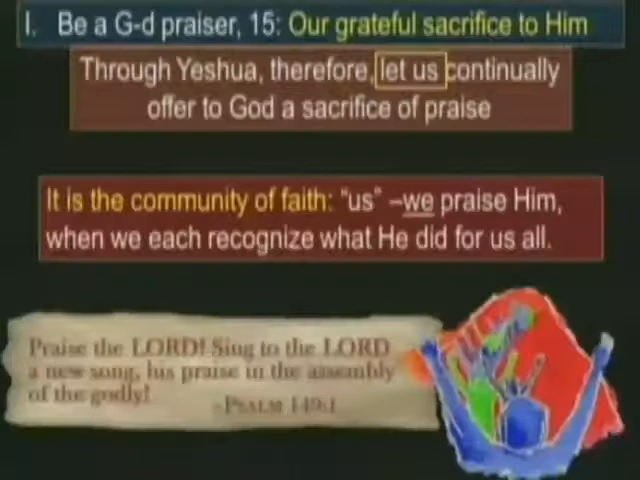 I. Be a G-d praiser, 15: Our grateful sacrifice to Him
Through Yeshua, therefore, let us continually
offer to God a sacrifice of praise
It is the community of faith: “us” –we praise Him,
when we each recognize what He did for us all.
Praise the LORD! Sing to the LORD
a new song, his praise in the assembly
of the godly!
-PSALM 149:1